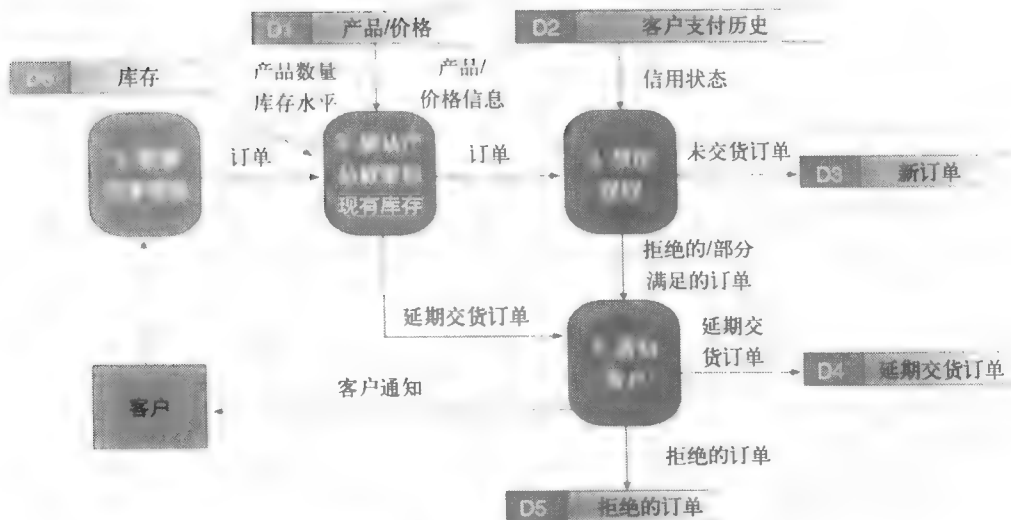 D1 产品/价格
D2 客户支付历史
库存
产品数量
库存水平
产品/
价格信息
信用状态
订单
现有库存
订单
未交货订单
D3 新订单
拒绝的/部分
满足的订单
延期交货订单
客户
延期交
货订单
D4 延期交货订单
客户
客户通知
拒绝的订单
D5 拒绝的订单